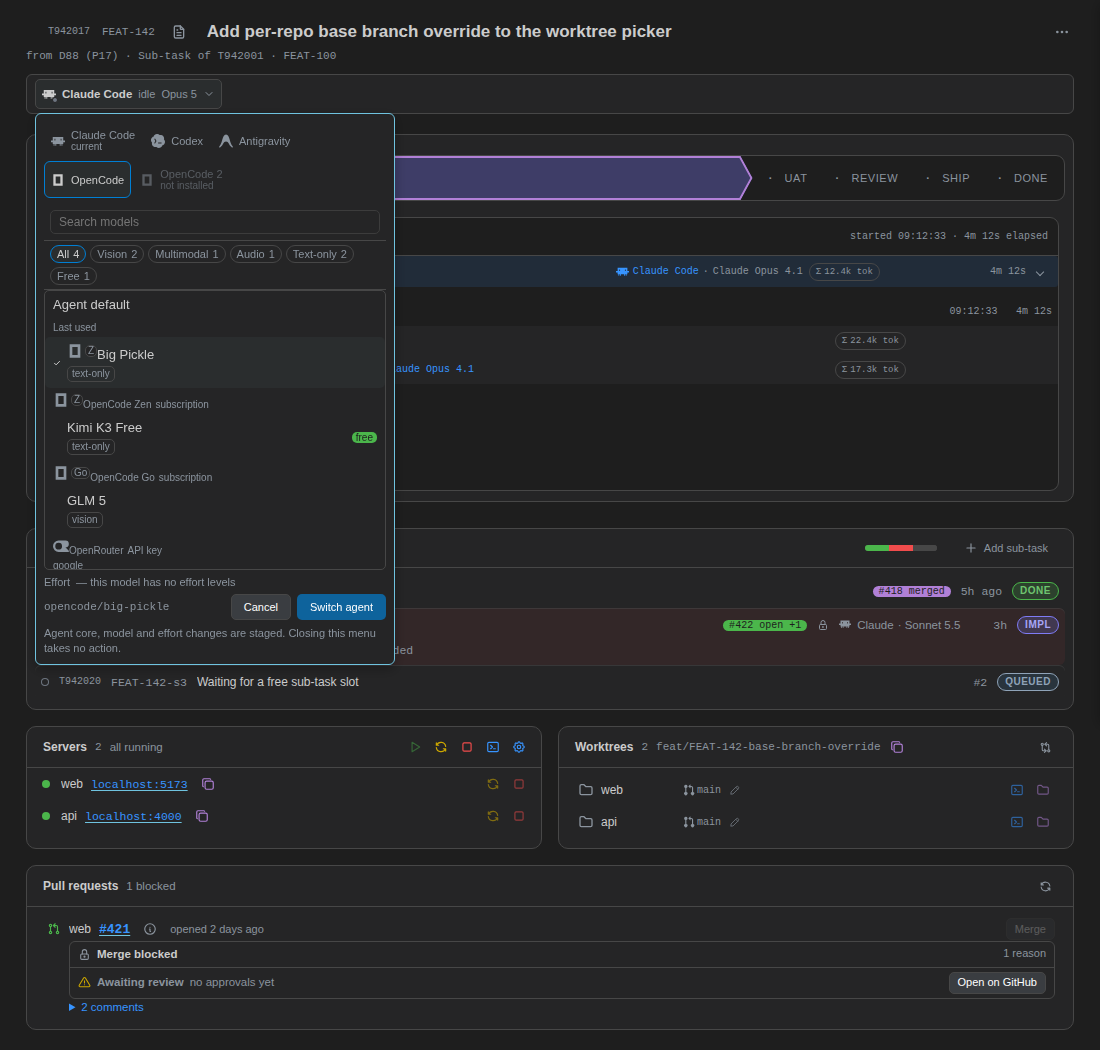 T942017 FEAT-142 Add per-repo base branch override to the worktree picker
from D88 (P17) · Sub-task of T942001 · FEAT-100
Claude Code idle Opus 5
Claude Code
current
Codex
Antigravity
OpenCode
OpenCode 2
not installed
Search models
All 4
Vision 2
Multimodal 1
Audio 1
Text-only 2
Free 1
Agent default
Last used
Z Big Pickle
text-only
Z OpenCode Zen subscription
Kimi K3 Free
text-only
free
Go OpenCode Go subscription
GLM 5
vision
OpenRouter API key
google
Effort — this model has no effort levels
opencode/big-pickle
Cancel
Switch agent
Agent core, model and effort changes are staged. Closing this menu
takes no action.
· UAT · REVIEW · SHIP · DONE
started 09:12:33 · 4m 12s elapsed
Claude Code · Claude Opus 4.1 Σ 12.4k tok 4m 12s
09:12:33 4m 12s
Σ 22.4k tok
aude Opus 4.1 Σ 17.3k tok
Add sub-task
#418 merged 5h ago DONE
#422 open +1 Claude · Sonnet 5.5 3h IMPL
ded
T942020 FEAT-142-s3 Waiting for a free sub-task slot #2 QUEUED
Servers 2 all running
web localhost:5173
api localhost:4000
Worktrees 2 feat/FEAT-142-base-branch-override
web main
api main
Pull requests 1 blocked
web #421 opened 2 days ago Merge
Merge blocked 1 reason
Awaiting review no approvals yet Open on GitHub
2 comments